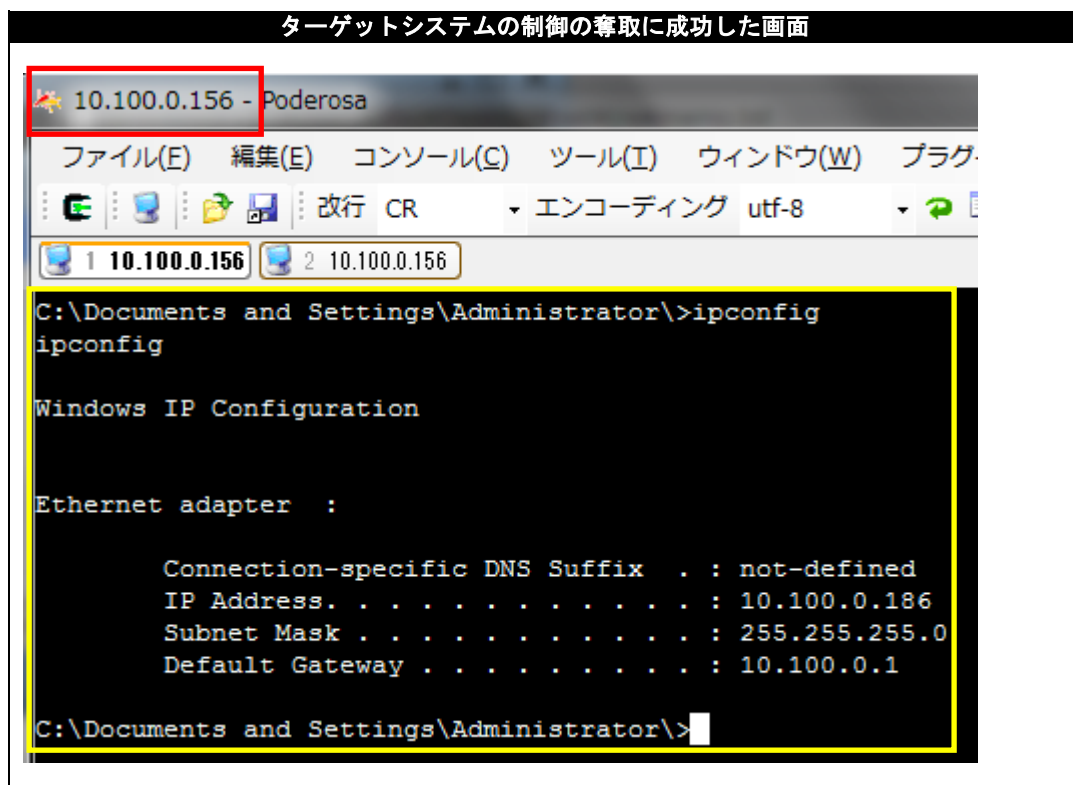 ターゲットシステムの制御の奪取に成功した画面
10.100.0.156 - Poderosa
ファイル(F) 編集(E) コンソール(C) ツール(T) ウィンドウ(W) プラグ
改行 CR エンコーディング utf-8
1 10.100.0.156 2 10.100.0.156
C:\Documents and Settings\Administrator\>ipconfig
ipconfig
Windows IP Configuration
Ethernet adapter :
Connection-specific DNS Suffix . : not-defined
IP Address. . . . . . . . . . . . : 10.100.0.186
Subnet Mask . . . . . . . . . . . : 255.255.255.0
Default Gateway . . . . . . . . . : 10.100.0.1
C:\Documents and Settings\Administrator\>